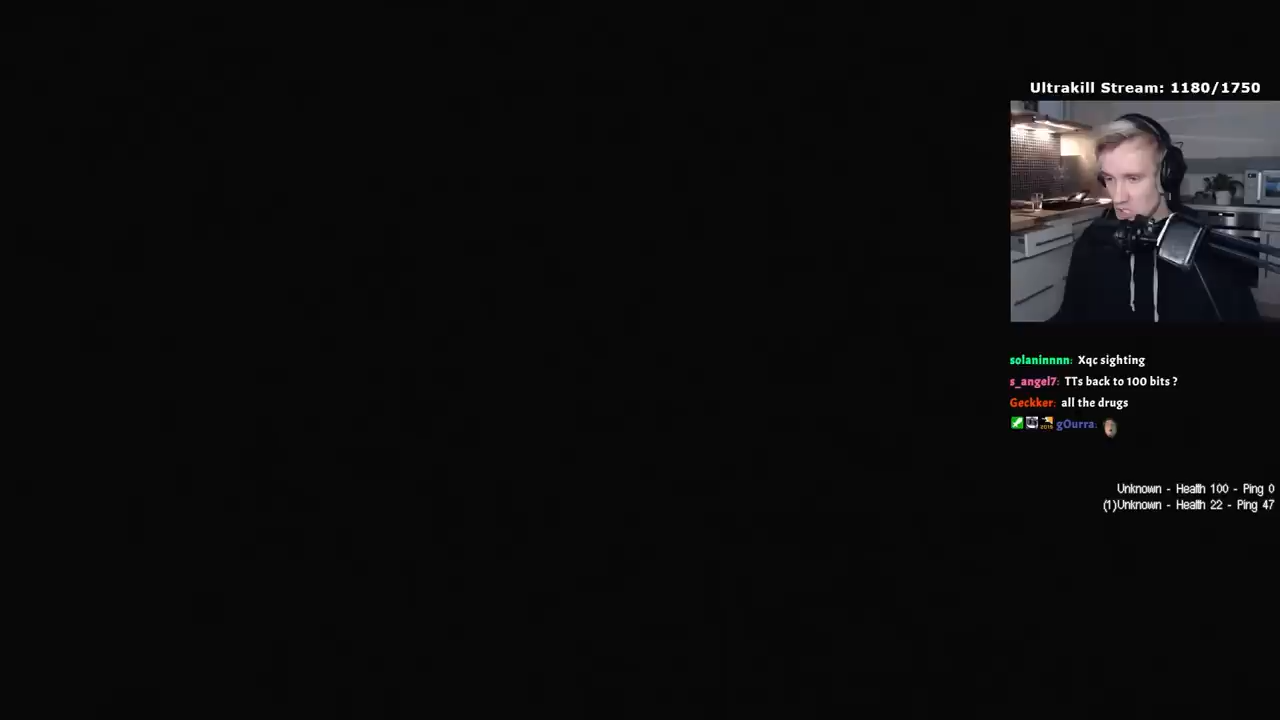 Ultrakill Stream: 1180/1750
solaninnnn: Xqc sighting
s_angel7: TTs back to 100 bits ?
Geckker: all the drugs
gOurra:
Unknown - Health 100 - Ping 0
(1)Unknown - Health 22 - Ping 47